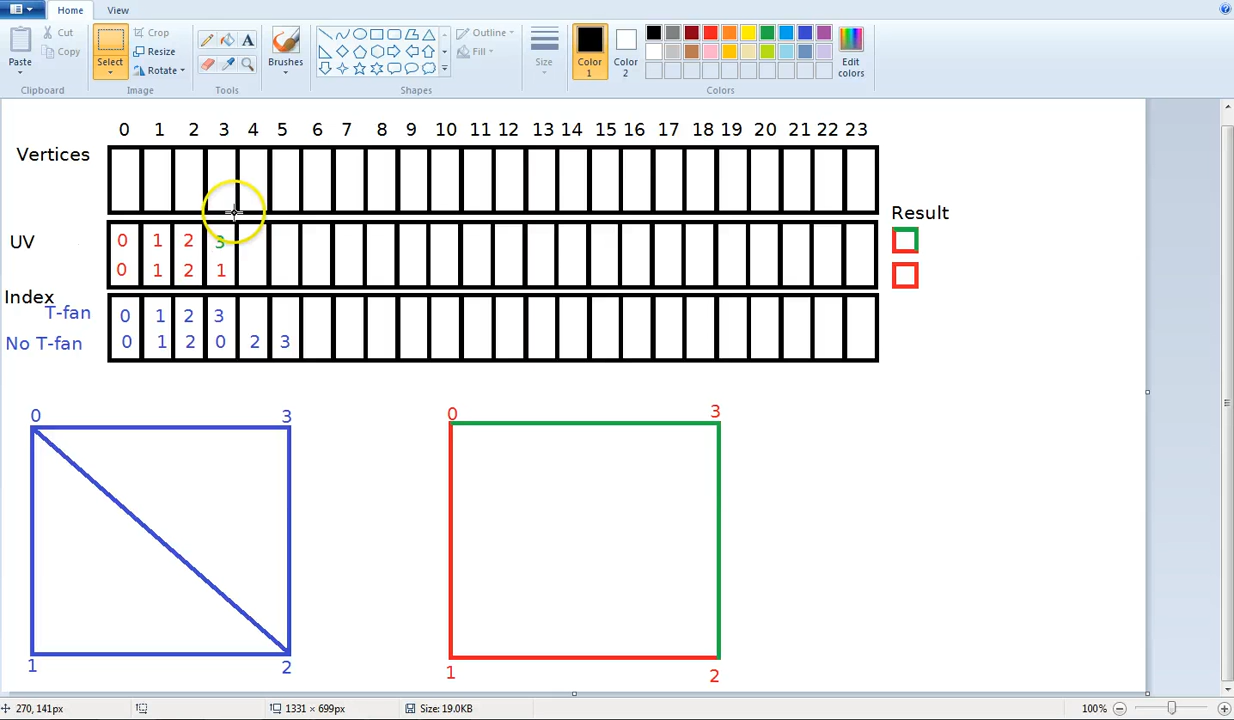 Home View
Paste
Cut
Copy
Clipboard
Select
Crop
Resize
Rotate
Image
A
Tools
Brushes
Shapes
Outline
Fill
Size
Color 1
Color 2
Edit colors
Colors
0 1 2 3 4 5 6 7 8 9 10 11 12 13 14 15 16 17 18 19 20 21 22 23
Vertices
Result
UV
0 1 2 3
0 1 2 1
Index
T-fan 0 1 2 3
No T-fan 0 1 2 0 2 3
0 3
1 2
0 3
1 2
270, 141px
1331 × 699px
Size: 19.0KB
100%